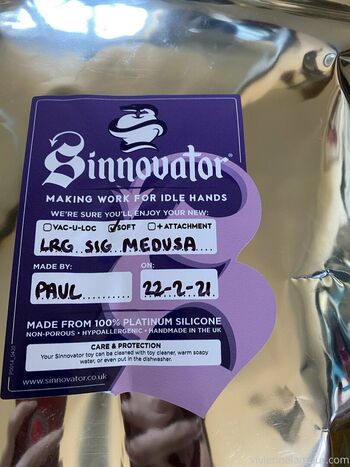 Sinnovator
MAKING WORK FOR IDLE HANDS
WE'RE SURE YOU'LL ENJOY YOUR NEW:
VAC-U-LOC SOFT + ATTACHMENT
LRG SIG MEDUSA
MADE BY: ON:
PAUL 22-2-21
MADE FROM 100% PLATINUM SILICONE
NON-POROUS • HYPOALLERGENIC • HANDMADE IN THE UK
CARE & PROTECTION
Your Sinnovator toy can be cleaned with toy cleaner, warm soapy
water, or even put in the dishwasher.
www.sinnovator.co.uk